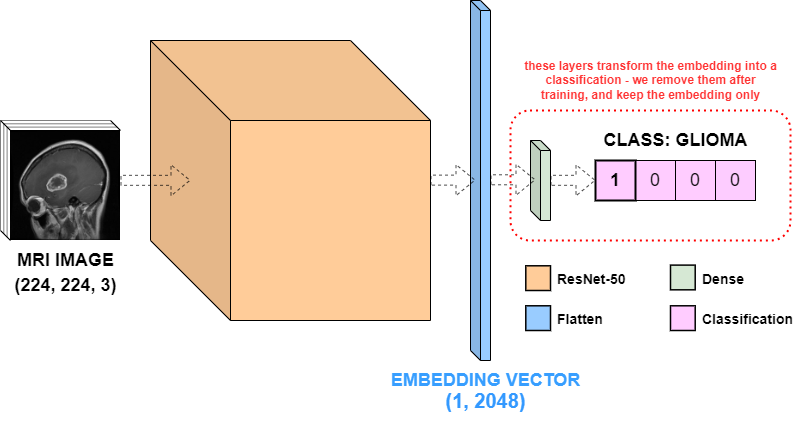 these layers transform the embedding into a
classification - we remove them after
training, and keep the embedding only
CLASS: GLIOMA
1 0 0 0
MRI IMAGE
(224, 224, 3)
ResNet-50
Dense
Flatten
Classification
EMBEDDING VECTOR
(1, 2048)